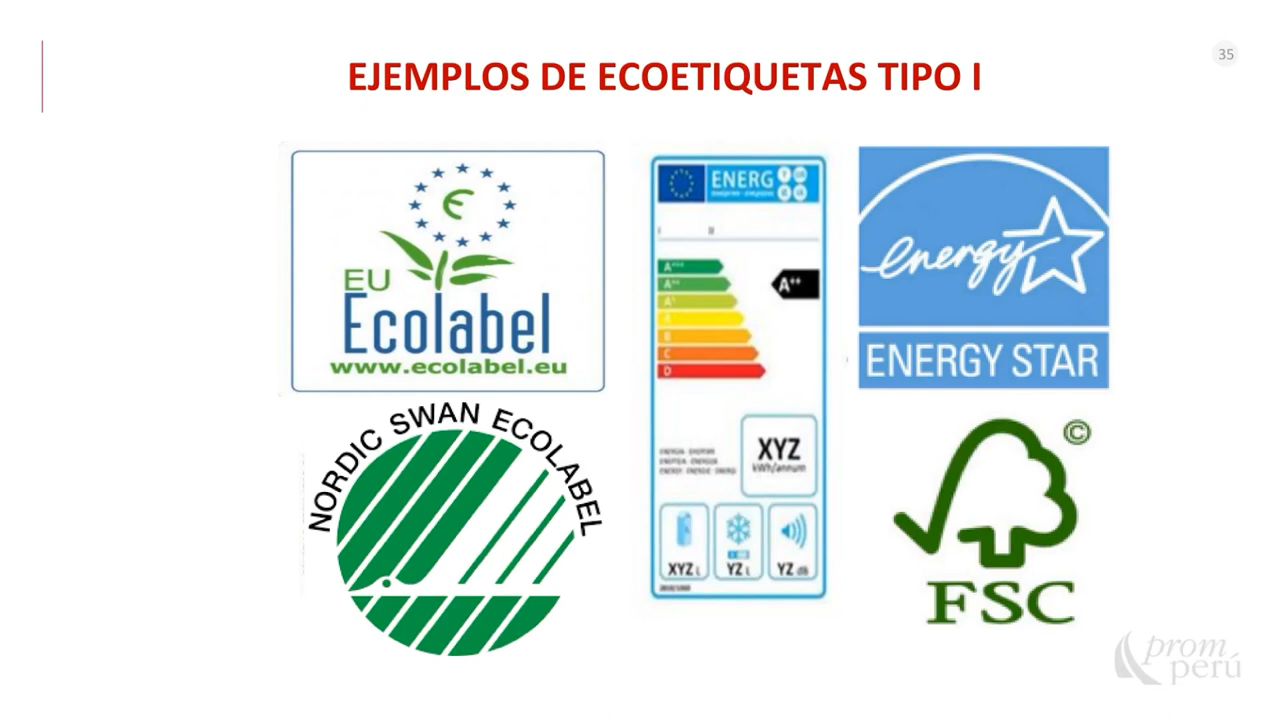 35
EJEMPLOS DE ECOETIQUETAS TIPO I
EU
Ecolabel
www.ecolabel.eu
NORDIC SWAN ECOLABEL
ENERG
I II
A+++
A++
A+
A
B
C
D
A++
XYZ
kWh/annum
XYZ L
YZ L
YZ dB
energy
ENERGY STAR
©
FSC
prom
perú